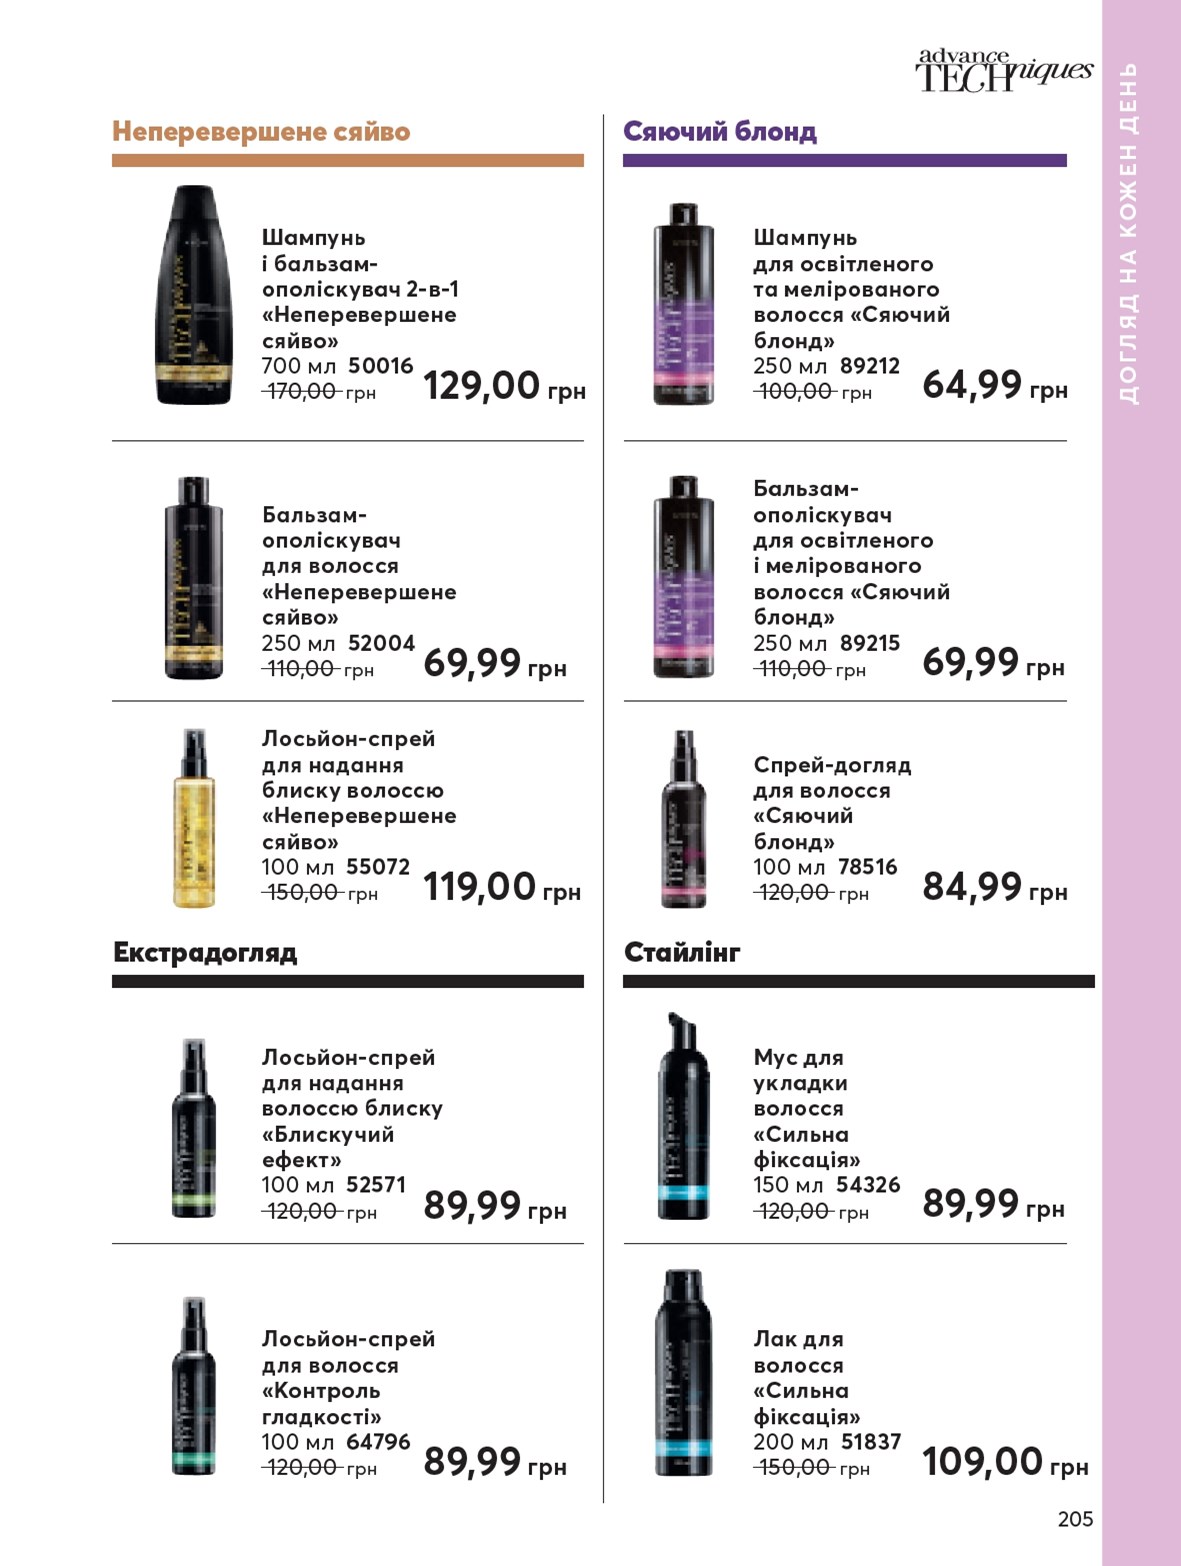 advance
TECHniques
ДОГЛЯД НА КОЖЕН ДЕНЬ
Неперевершене сяйво
Шампунь
і бальзам-
ополіскувач 2-в-1
«Неперевершене
сяйво»
700 мл 50016
170,00 грн
129,00 грн
Бальзам-
ополіскувач
для волосся
«Неперевершене
сяйво»
250 мл 52004
110,00 грн
69,99 грн
Лосьйон-спрей
для надання
блиску волоссю
«Неперевершене
сяйво»
100 мл 55072
150,00 грн
119,00 грн
Екстрадогляд
Лосьйон-спрей
для надання
волоссю блиску
«Блискучий
ефект»
100 мл 52571
120,00 грн
89,99 грн
Лосьйон-спрей
для волосся
«Контроль
гладкості»
100 мл 64796
120,00 грн
89,99 грн
Сяючий блонд
Шампунь
для освітленого
та мелірованого
волосся «Сяючий
блонд»
250 мл 89212
100,00 грн
64,99 грн
Бальзам-
ополіскувач
для освітленого
і мелірованого
волосся «Сяючий
блонд»
250 мл 89215
110,00 грн
69,99 грн
Спрей-догляд
для волосся
«Сяючий
блонд»
100 мл 78516
120,00 грн
84,99 грн
Стайлінг
Мус для
укладки
волосся
«Сильна
фіксація»
150 мл 54326
120,00 грн
89,99 грн
Лак для
волосся
«Сильна
фіксація»
200 мл 51837
150,00 грн
109,00 грн
205